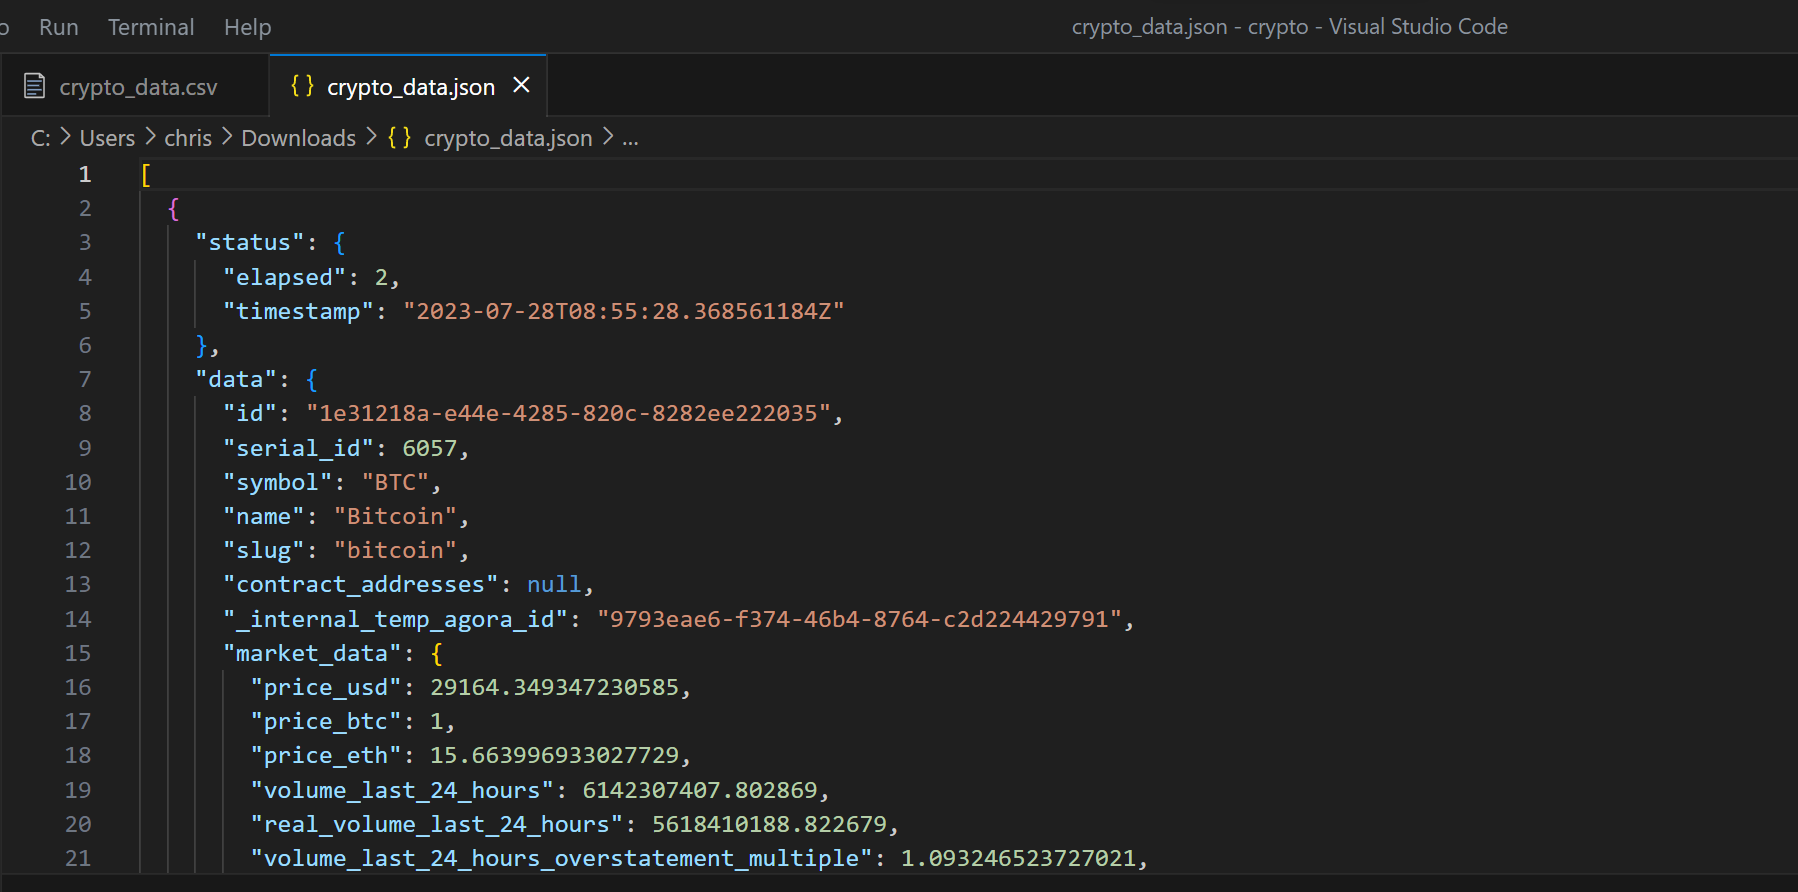 Run Terminal Help crypto_data.json - crypto - Visual Studio Code
crypto_data.csv {} crypto_data.json ×
C: > Users > chris > Downloads > {} crypto_data.json > ...
1 [
2 {
3 "status": {
4 "elapsed": 2,
5 "timestamp": "2023-07-28T08:55:28.368561184Z"
6 },
7 "data": {
8 "id": "1e31218a-e44e-4285-820c-8282ee222035",
9 "serial_id": 6057,
10 "symbol": "BTC",
11 "name": "Bitcoin",
12 "slug": "bitcoin",
13 "contract_addresses": null,
14 "_internal_temp_agora_id": "9793eae6-f374-46b4-8764-c2d224429791",
15 "market_data": {
16 "price_usd": 29164.349347230585,
17 "price_btc": 1,
18 "price_eth": 15.663996933027729,
19 "volume_last_24_hours": 6142307407.802869,
20 "real_volume_last_24_hours": 5618410188.822679,
21 "volume_last_24_hours_overstatement_multiple": 1.093246523727021,